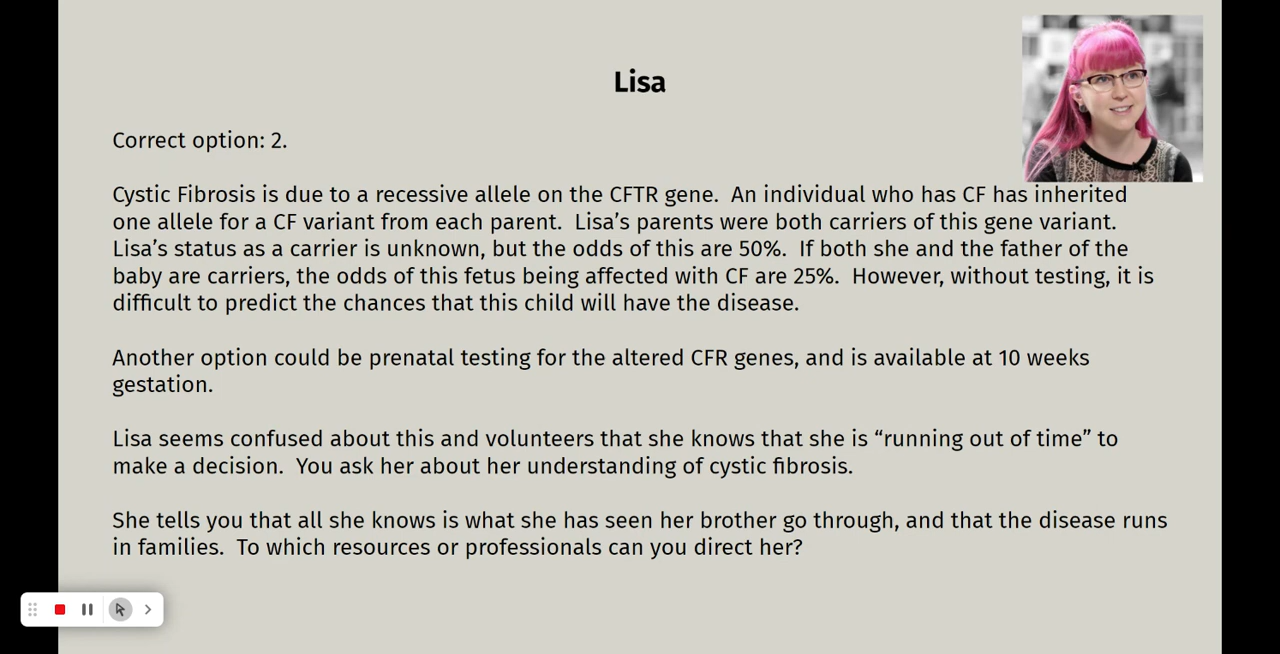 Lisa
Correct option: 2.
Cystic Fibrosis is due to a recessive allele on the CFTR gene.  An individual who has CF has inherited
one allele for a CF variant from each parent.  Lisa’s parents were both carriers of this gene variant.
Lisa’s status as a carrier is unknown, but the odds of this are 50%.  If both she and the father of the
baby are carriers, the odds of this fetus being affected with CF are 25%.  However, without testing, it is
difficult to predict the chances that this child will have the disease.
Another option could be prenatal testing for the altered CFR genes, and is available at 10 weeks
gestation.
Lisa seems confused about this and volunteers that she knows that she is “running out of time” to
make a decision.  You ask her about her understanding of cystic fibrosis.
She tells you that all she knows is what she has seen her brother go through, and that the disease runs
in families.  To which resources or professionals can you direct her?